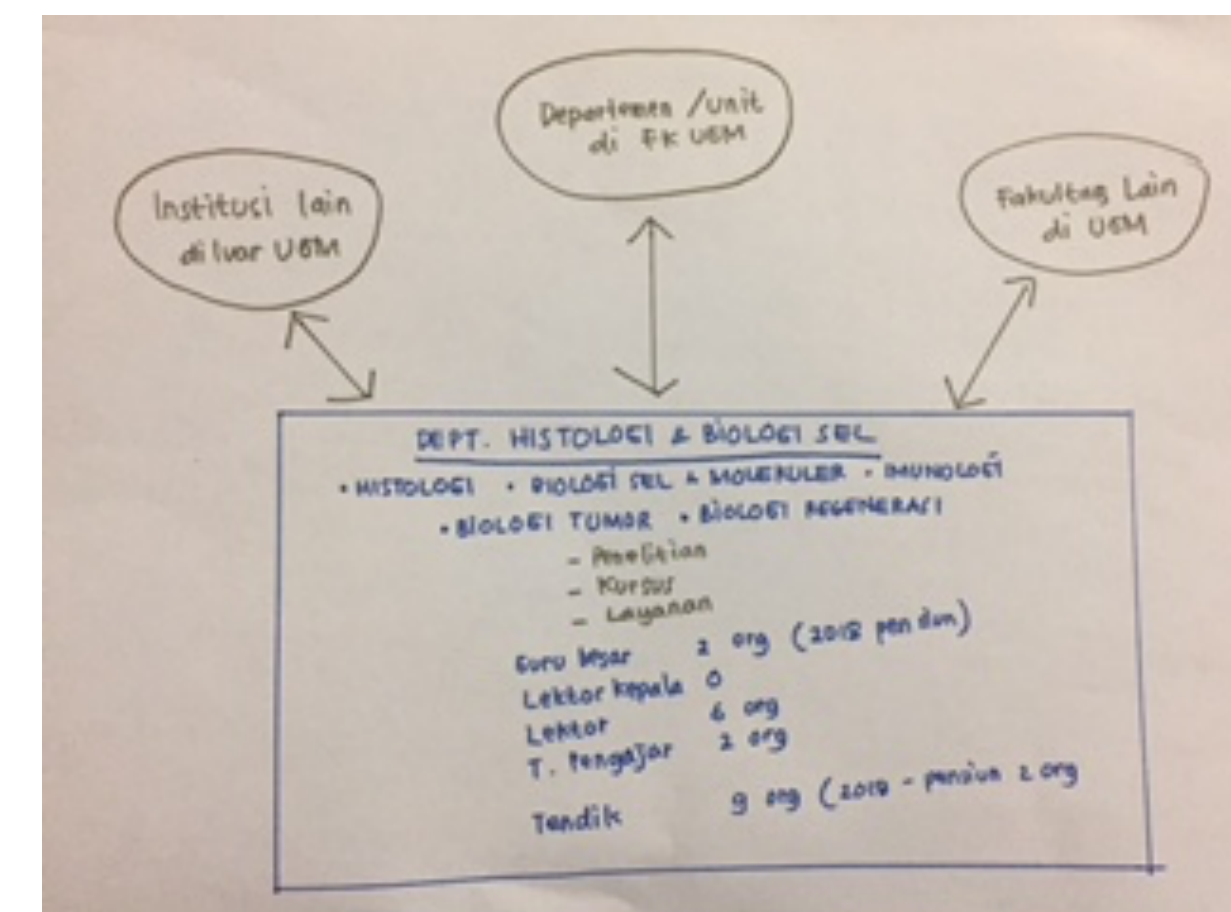 Departemen / Unit
di FK UGM
Institusi lain
di luar UGM
Fakultas Lain
di UGM
DEPT. HISTOLOGI & BIOLOGI SEL
• HISTOLOGI • BIOLOGI SEL & MOLEKULER • IMUNOLOGI
• BIOLOGI TUMOR • BIOLOGI REGENERASI
- Penelitian
- Kursus
- Layanan
Guru besar 2 org (2018 pensiun)
Lektor kepala 0
Lektor 6 org
T. Pengajar 2 org
Tendik 9 org (2018 - pensiun 2 org